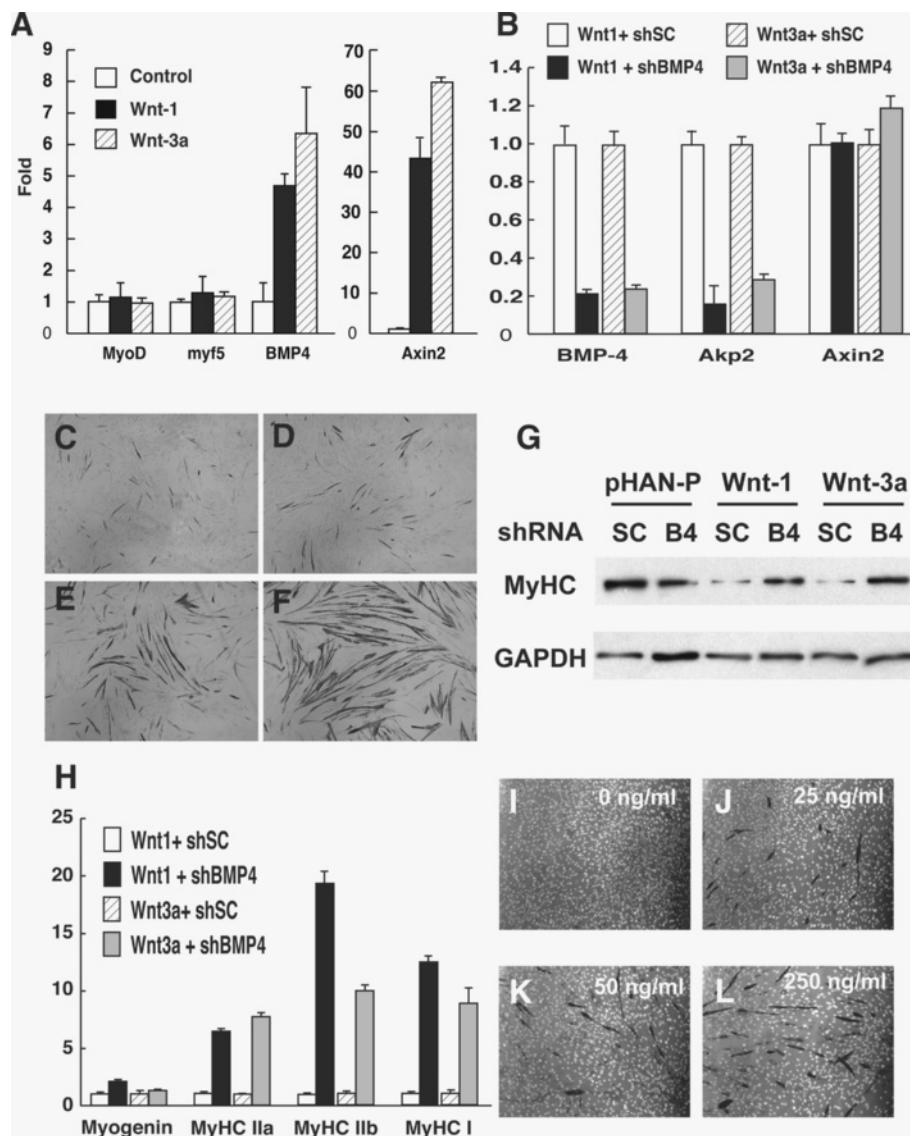 A
Control
Wnt-1
Wnt-3a
Fold
9
8
7
6
5
4
3
2
1
0
MyoD myf5 BMP4
70
60
50
40
30
20
10
0
Axin2
B
Wnt1+ shSC Wnt3a+ shSC
Wnt1 + shBMP4 Wnt3a + shBMP4
1.4
1.2
1.0
0.8
0.6
0.4
0.2
0
BMP-4 Akp2 Axin2
C D
E F
G
pHAN-P Wnt-1 Wnt-3a
shRNA SC B4 SC B4 SC B4
MyHC
GAPDH
H
25
20
15
10
5
0
Wnt1+ shSC
Wnt1 + shBMP4
Wnt3a+ shSC
Wnt3a + shBMP4
Myogenin MyHC IIa MyHC IIb MyHC I
I 0 ng/ml J 25 ng/ml
K 50 ng/ml L 250 ng/ml